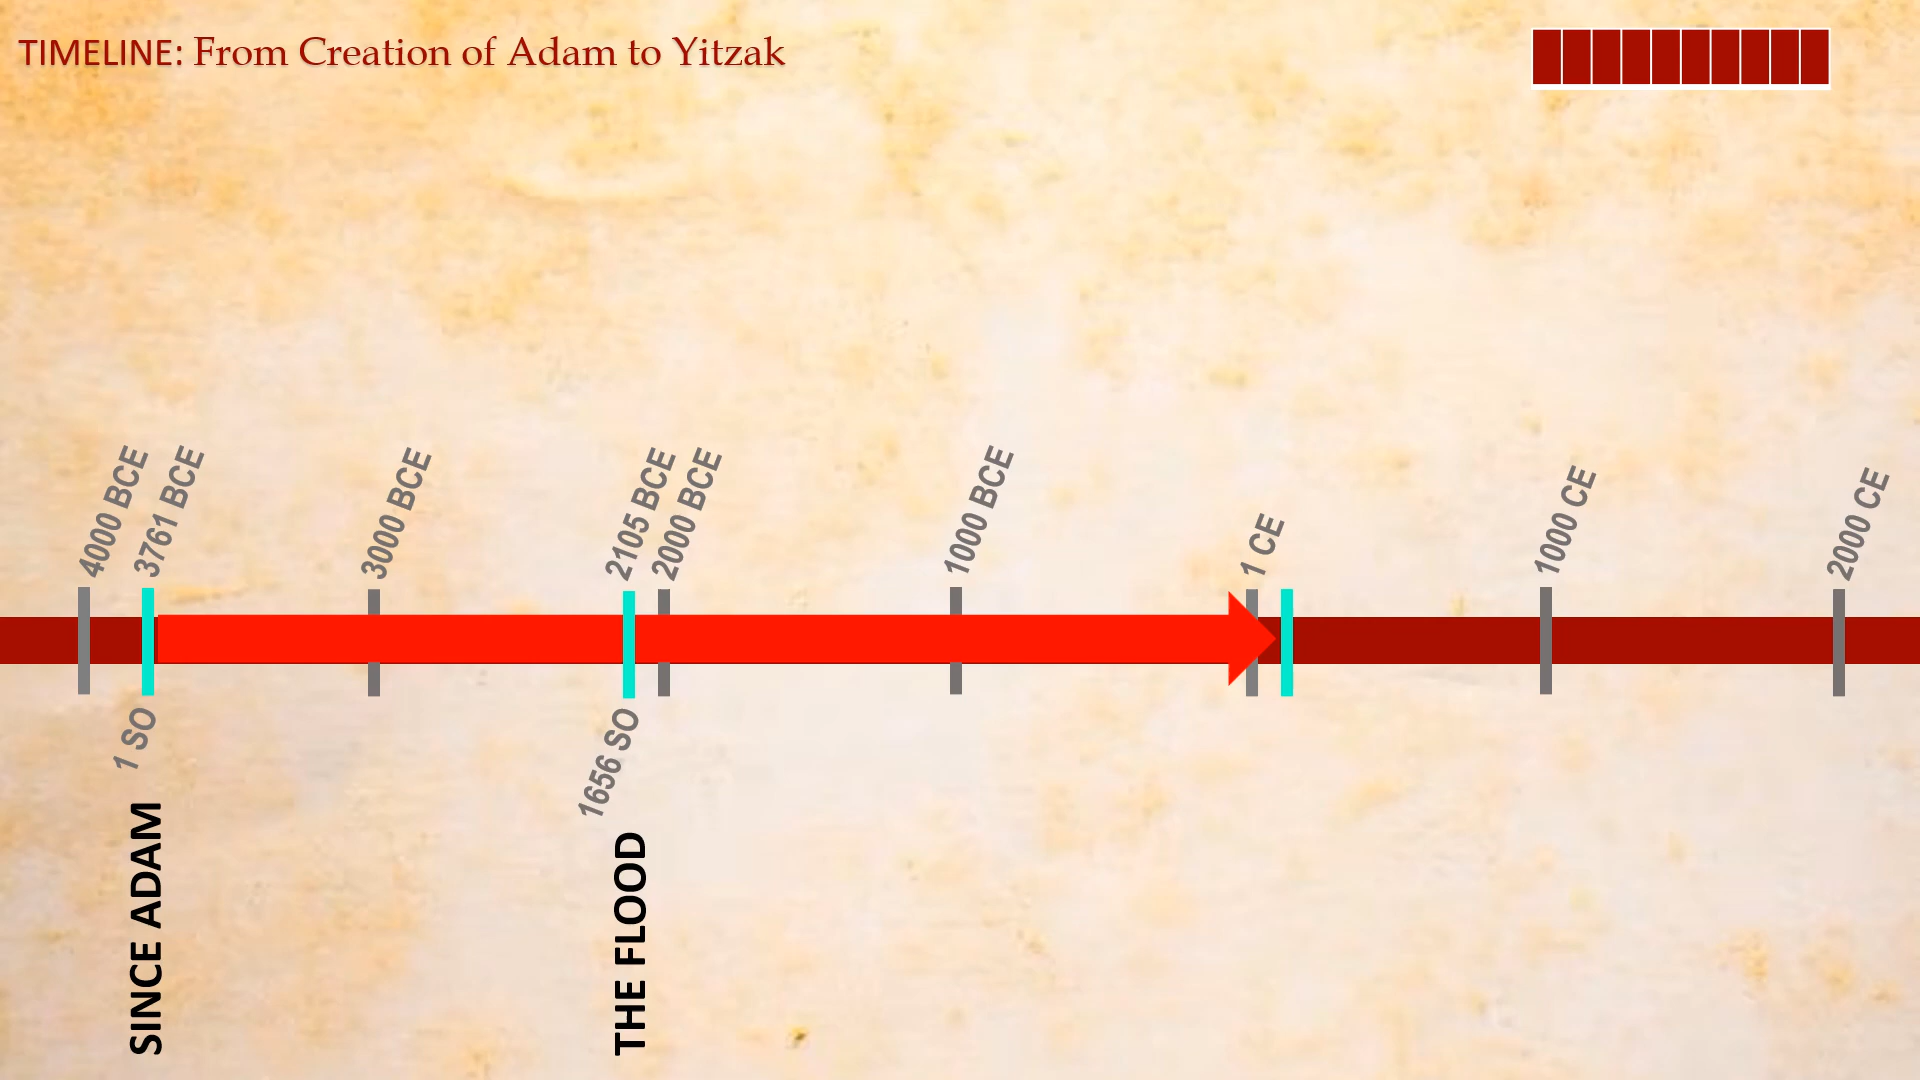 TIMELINE: From Creation of Adam to Yitzak
4000 BCE
3761 BCE
3000 BCE
2105 BCE
2000 BCE
1000 BCE
1 CE
1000 CE
2000 CE
1 SO
1656 SO
SINCE ADAM
THE FLOOD